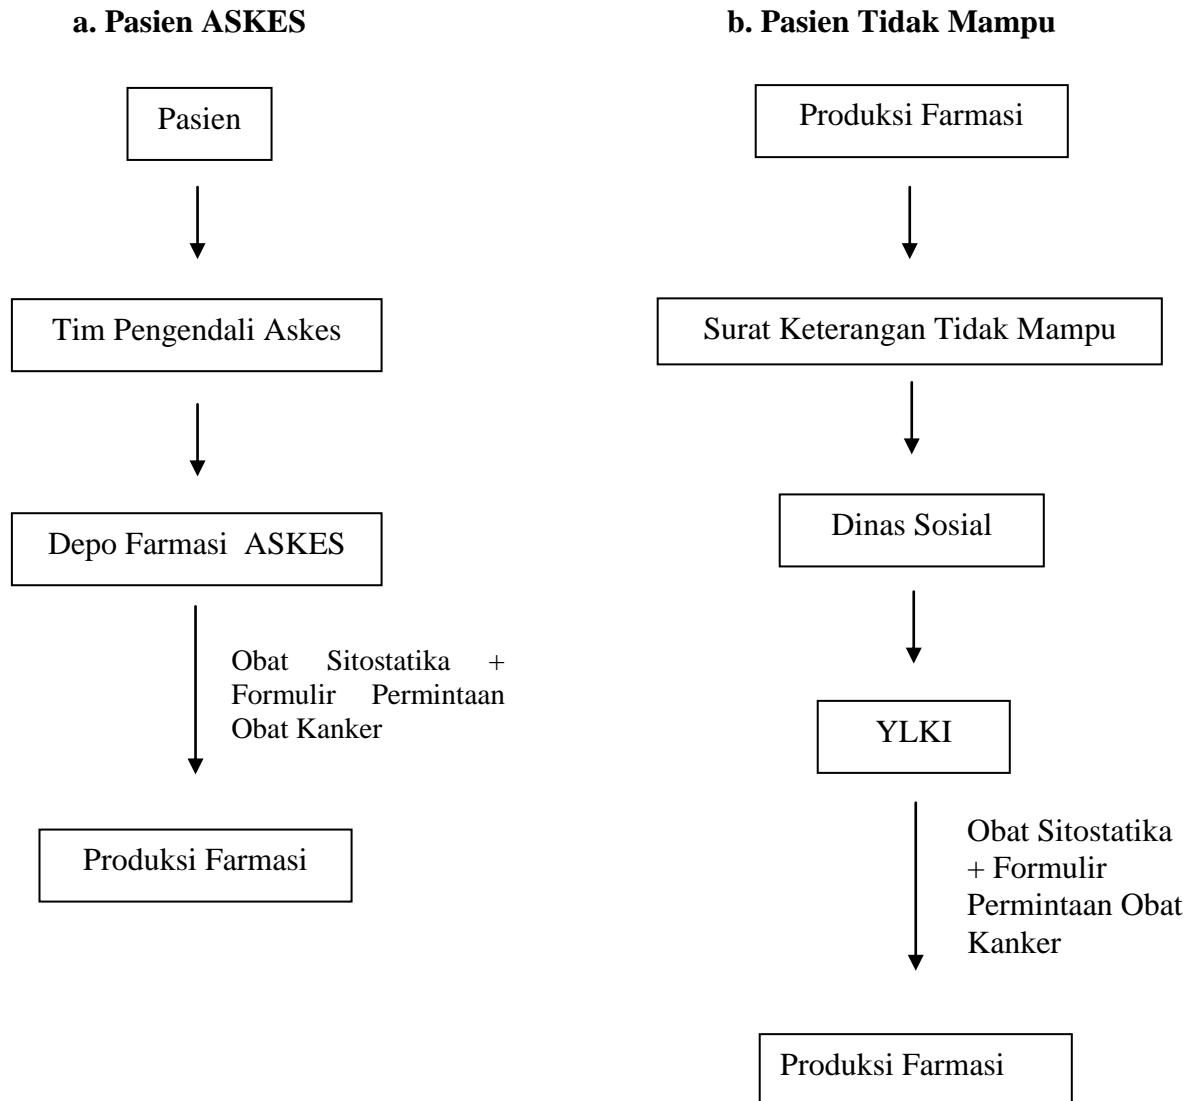 a. Pasien ASKES
Pasien
Tim Pengendali Askes
Depo Farmasi ASKES
Obat Sitostatika +
Formulir Permintaan
Obat Kanker
Produksi Farmasi
b. Pasien Tidak Mampu
Produksi Farmasi
Surat Keterangan Tidak Mampu
Dinas Sosial
YLKI
Obat Sitostatika
+ Formulir
Permintaan Obat
Kanker
Produksi Farmasi